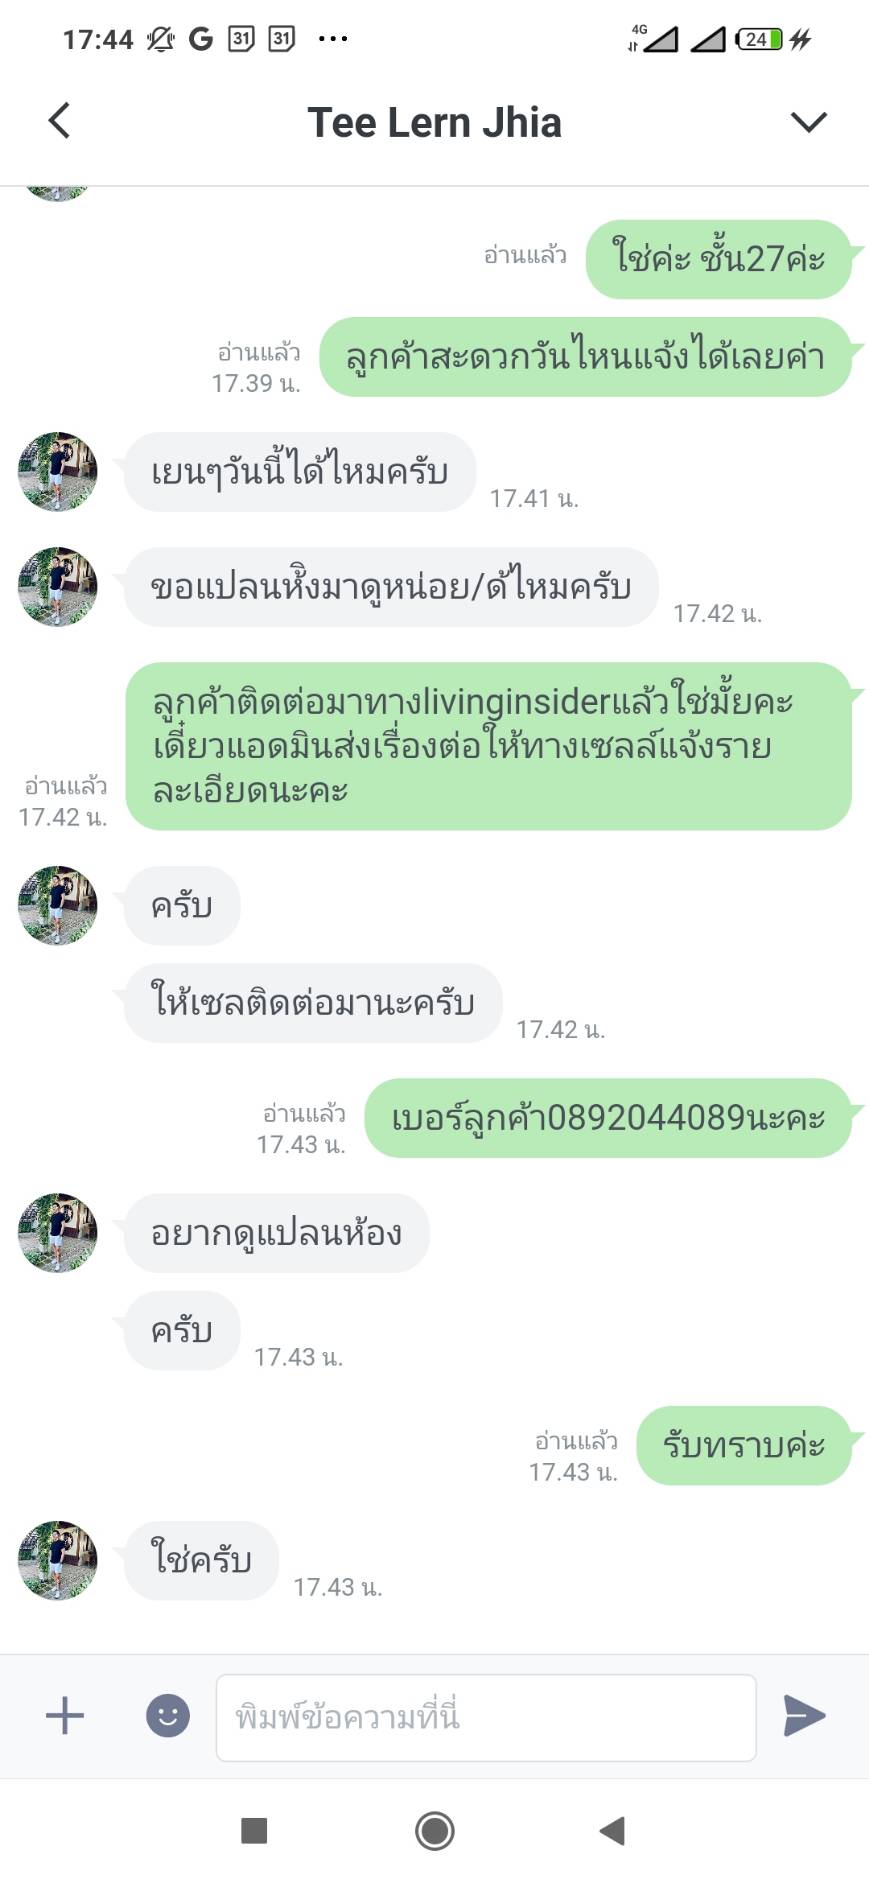 17:44 G 31 31 ...
4G 24
Tee Lern Jhia
ใช่ค่ะ ชั้น27ค่ะ
อ่านแล้ว
ลูกค้าสะดวกวันไหนแจ้งได้เลยค่า
อ่านแล้ว
17.39 น.
เยนๆวันนี้ได้ไหมครับ
17.41 น.
ขอแปลนห้ิงมาดูหน่อย/ด้ไหมครับ
17.42 น.
ลูกค้าติดต่อมาทางlivinginsiderแล้วใช่มั้ยคะ
เดี๋ยวแอดมินส่งเรื่องต่อให้ทางเซลล์แจ้งราย
ละเอียดนะคะ
อ่านแล้ว
17.42 น.
ครับ
ให้เซลติดต่อมานะครับ
17.42 น.
เบอร์ลูกค้า0892044089นะคะ
อ่านแล้ว
17.43 น.
อยากดูแปลนห้อง
ครับ
17.43 น.
รับทราบค่ะ
อ่านแล้ว
17.43 น.
ใช่ครับ
17.43 น.
พิมพ์ข้อความที่นี่